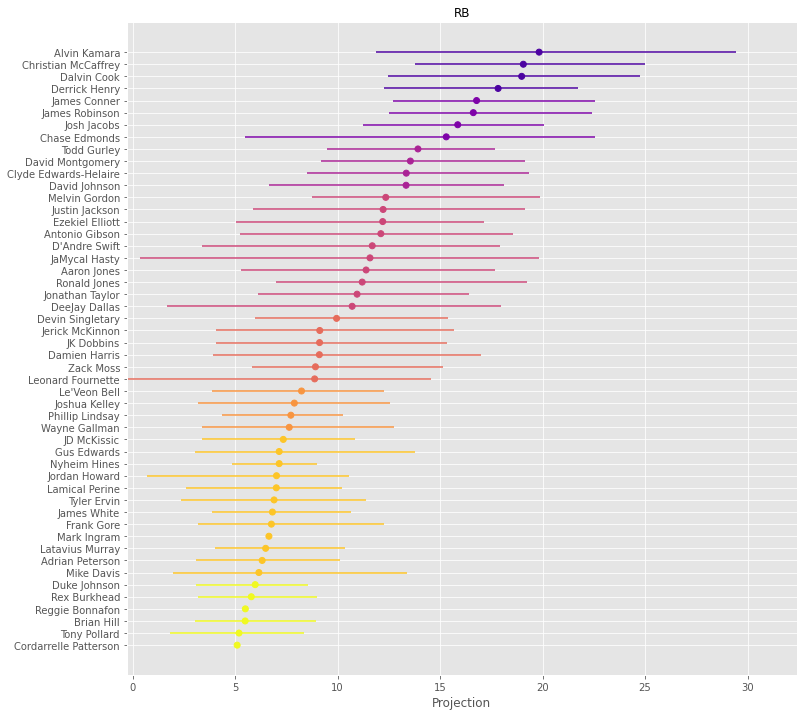 RB
Alvin Kamara
Christian McCaffrey
Dalvin Cook
Derrick Henry
James Conner
James Robinson
Josh Jacobs
Chase Edmonds
Todd Gurley
David Montgomery
Clyde Edwards-Helaire
David Johnson
Melvin Gordon
Justin Jackson
Ezekiel Elliott
Antonio Gibson
D'Andre Swift
JaMycal Hasty
Aaron Jones
Ronald Jones
Jonathan Taylor
DeeJay Dallas
Devin Singletary
Jerick McKinnon
JK Dobbins
Damien Harris
Zack Moss
Leonard Fournette
Le'Veon Bell
Joshua Kelley
Phillip Lindsay
Wayne Gallman
JD McKissic
Gus Edwards
Nyheim Hines
Jordan Howard
Lamical Perine
Tyler Ervin
James White
Frank Gore
Mark Ingram
Latavius Murray
Adrian Peterson
Mike Davis
Duke Johnson
Rex Burkhead
Reggie Bonnafon
Brian Hill
Tony Pollard
Cordarrelle Patterson
0 5 10 15 20 25 30
Projection